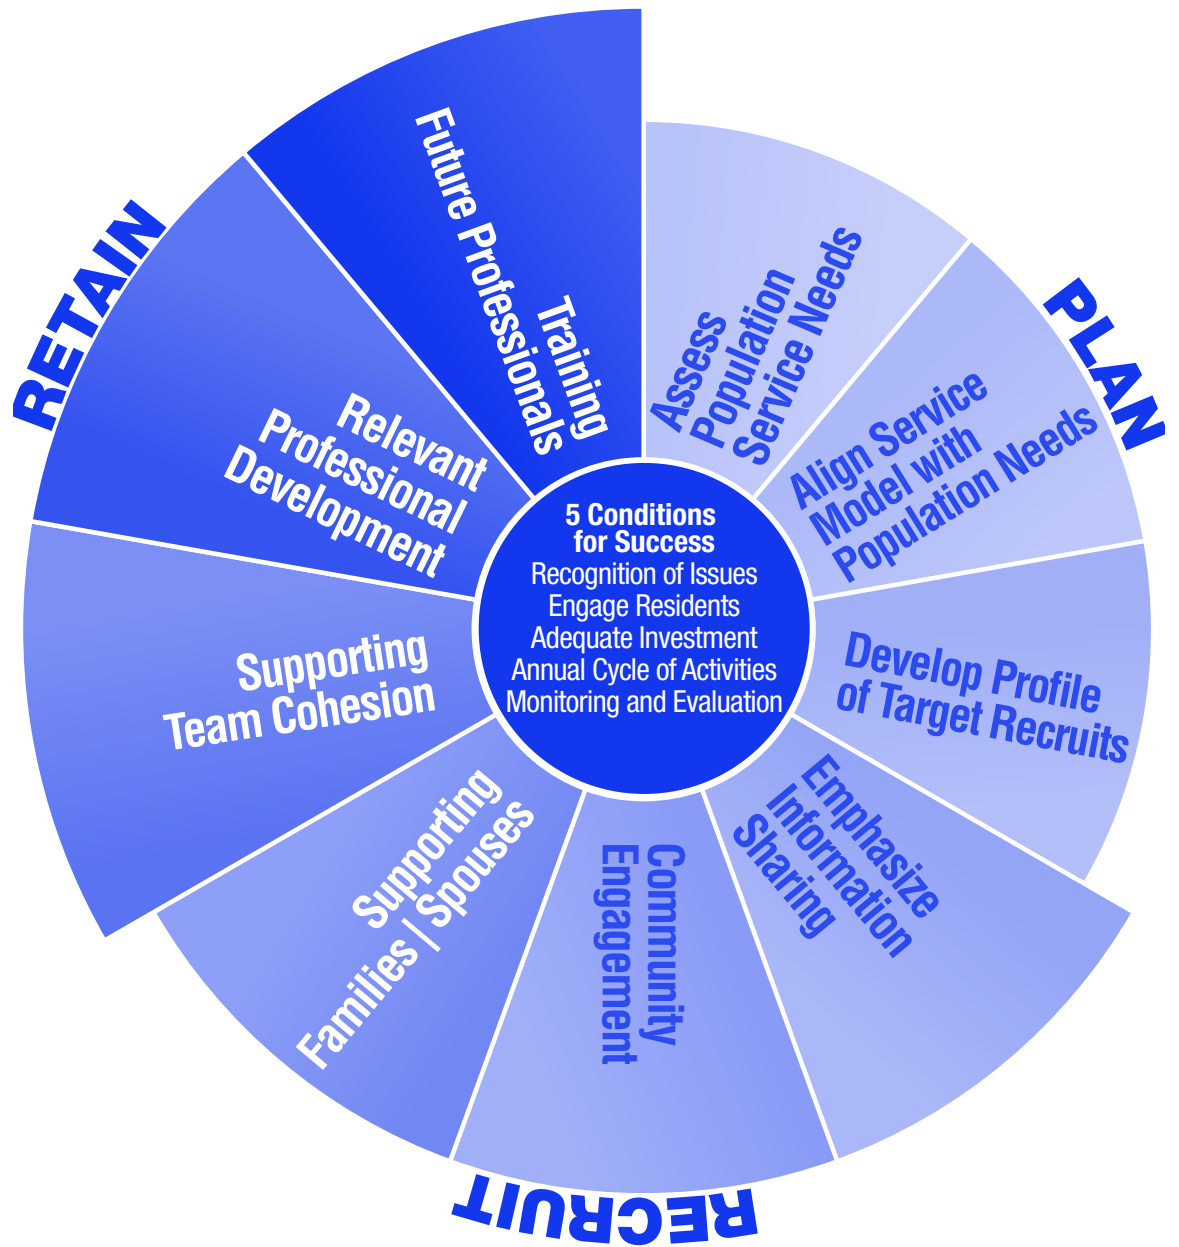 PLAN
Assess
Population
Service Needs
Align Service
Model with
Population Needs
Develop Profile
of Target Recruits
RECRUIT
Emphasize
Information
Sharing
Community
Engagement
Supporting
Families | Spouses
RETAIN
Supporting
Team Cohesion
Relevant
Professional
Development
Training
Future Professionals
5 Conditions
for Success
Recognition of Issues
Engage Residents
Adequate Investment
Annual Cycle of Activities
Monitoring and Evaluation